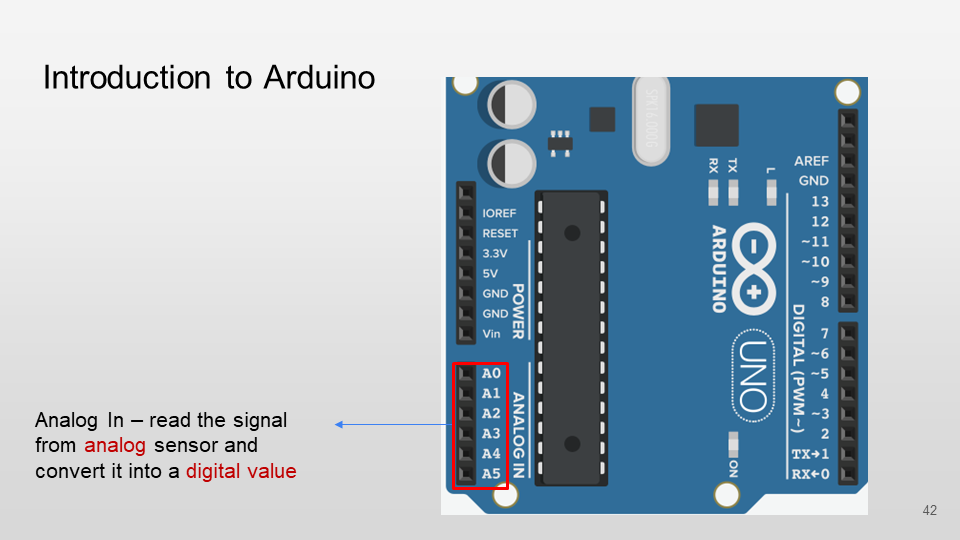 Introduction to Arduino
SPK16.000G
RX
TX
L
AREF
GND
13
12
~11
~10
~9
8
7
~6
~5
4
~3
2
TX→1
RX←0
DIGITAL (PWM~)
ARDUINO
UNO
ON
IOREF
RESET
3.3V
5V
GND
GND
Vin
POWER
A0
A1
A2
A3
A4
A5
ANALOG IN
Analog In – read the signal
from analog sensor and
convert it into a digital value
42